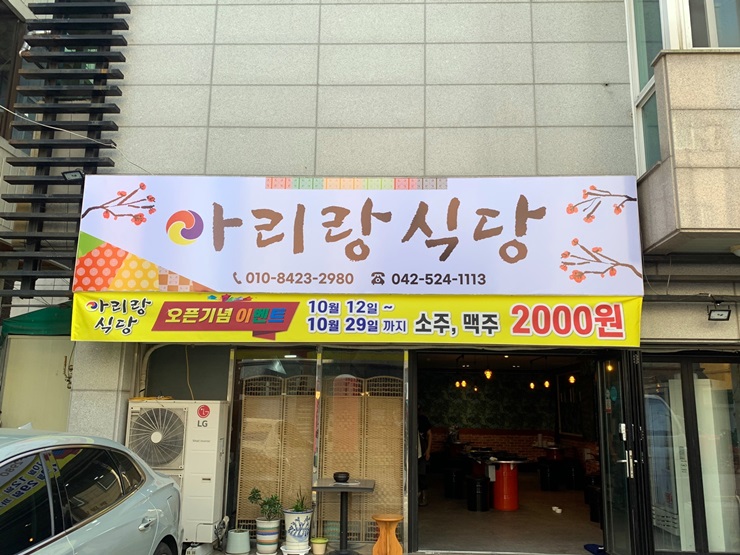 아리랑식당
010-8423-2980 042-524-1113
아리랑
식당
오픈기념 이벤트
10월 12일~
10월 29일 까지
소주, 맥주 2000원
LG